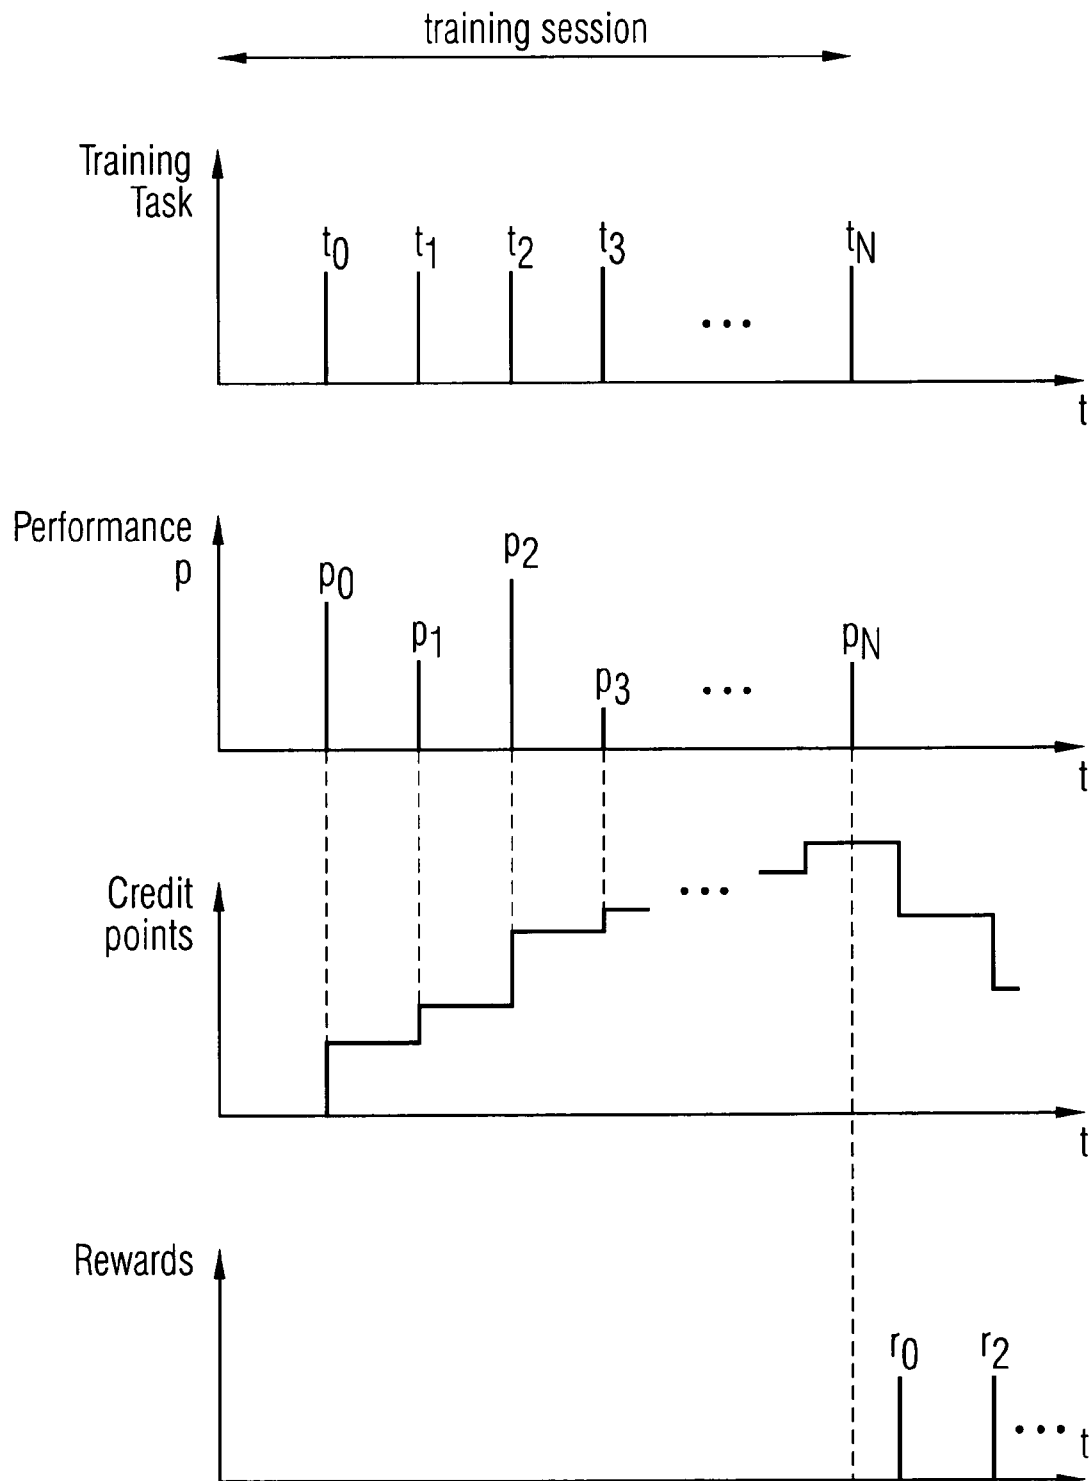 training session
Training
Task
t0 t1 t2 t3 ... tN
t
Performance
p
p0 p1 p2 p3 ... pN
t
Credit
points
...
t
Rewards
r0 r2 ...
t